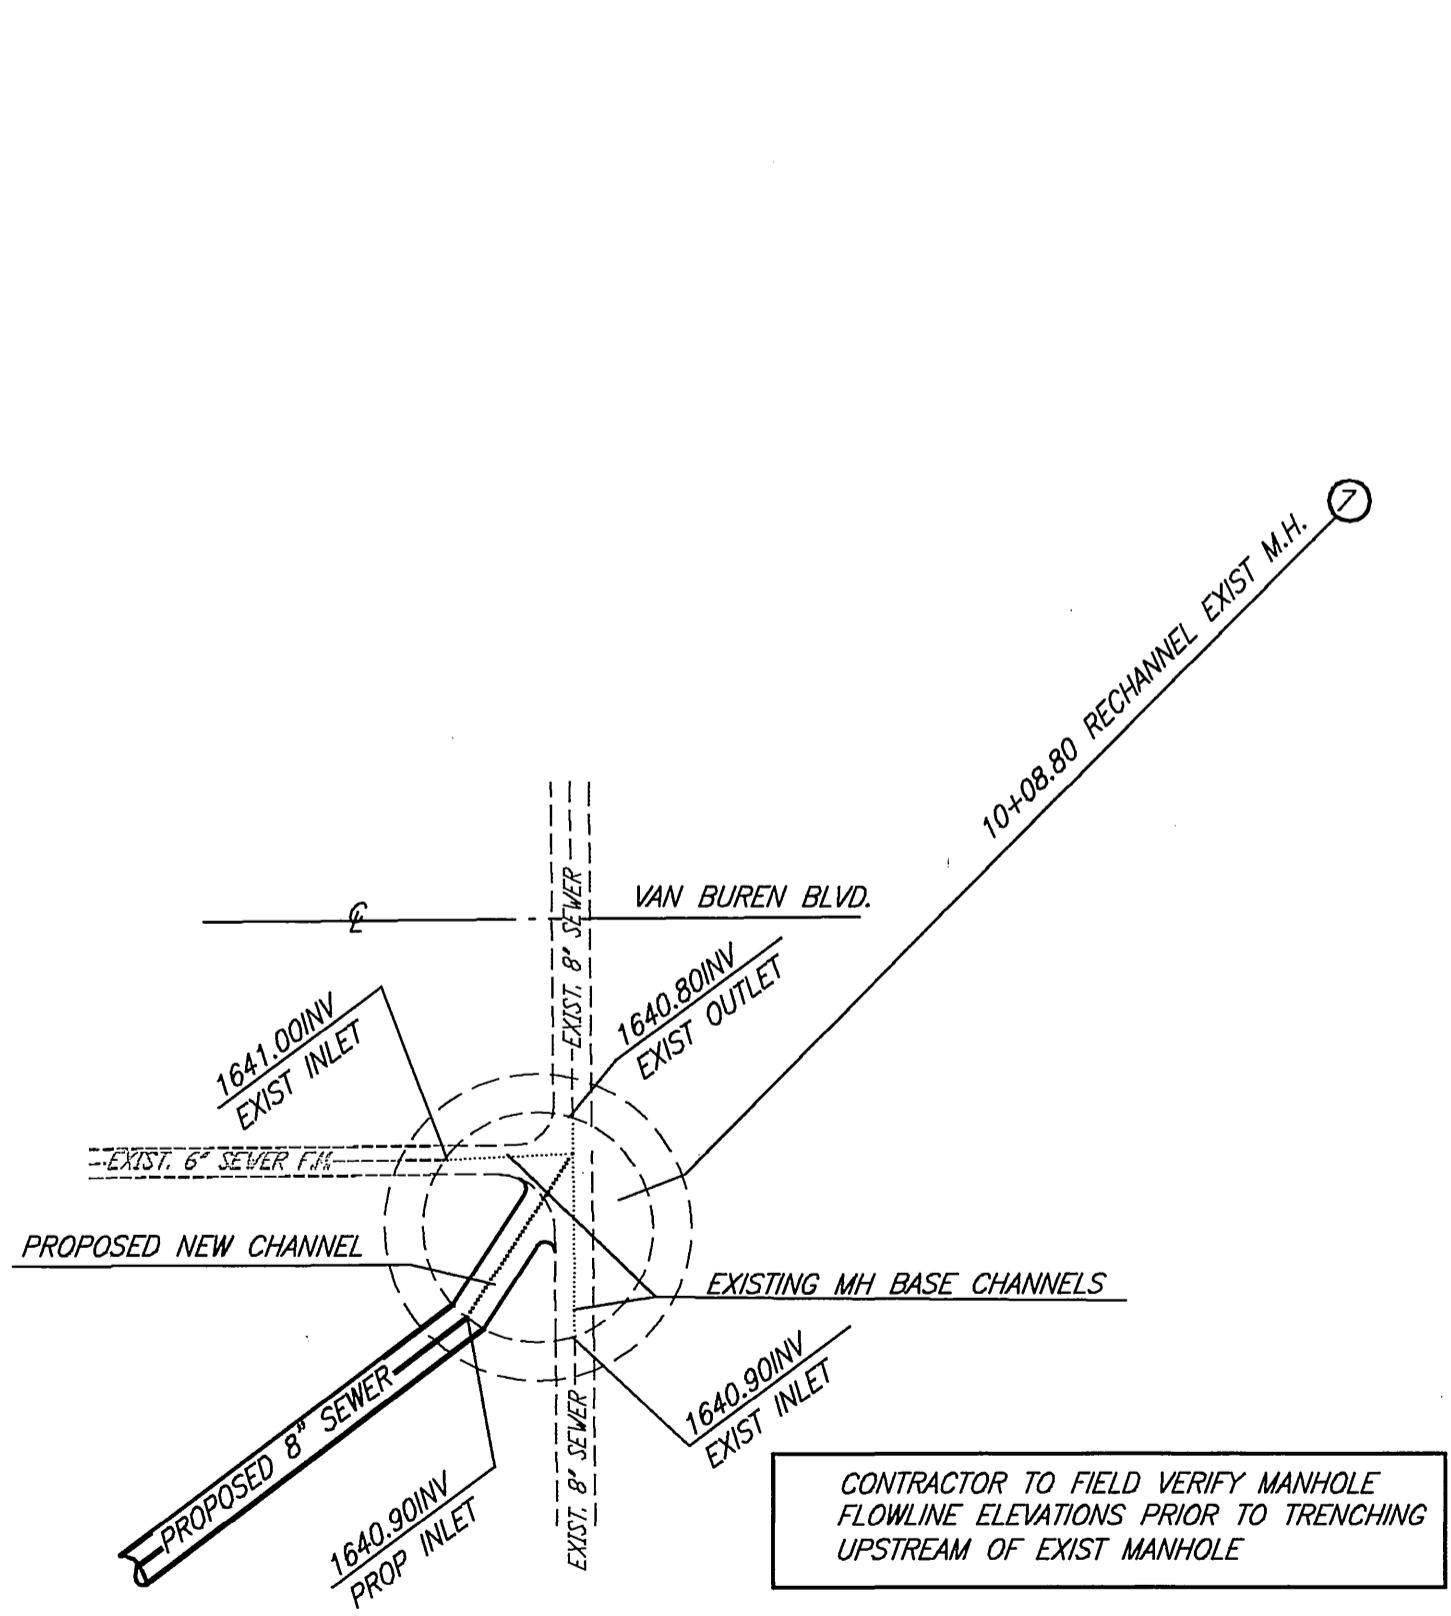 7
10+08.80 RECHANNEL EXIST M.H.
VAN BUREN BLVD.
℄
EXIST. 8" SEWER
1640.80INV
EXIST OUTLET
1641.00INV
EXIST INLET
EXIST. 6" SEWER F.M.
PROPOSED NEW CHANNEL
EXISTING MH BASE CHANNELS
1640.90INV
EXIST INLET
PROPOSED 8" SEWER
EXIST. 8" SEWER
1640.90INV
PROP INLET
CONTRACTOR TO FIELD VERIFY MANHOLE
FLOWLINE ELEVATIONS PRIOR TO TRENCHING
UPSTREAM OF EXIST MANHOLE